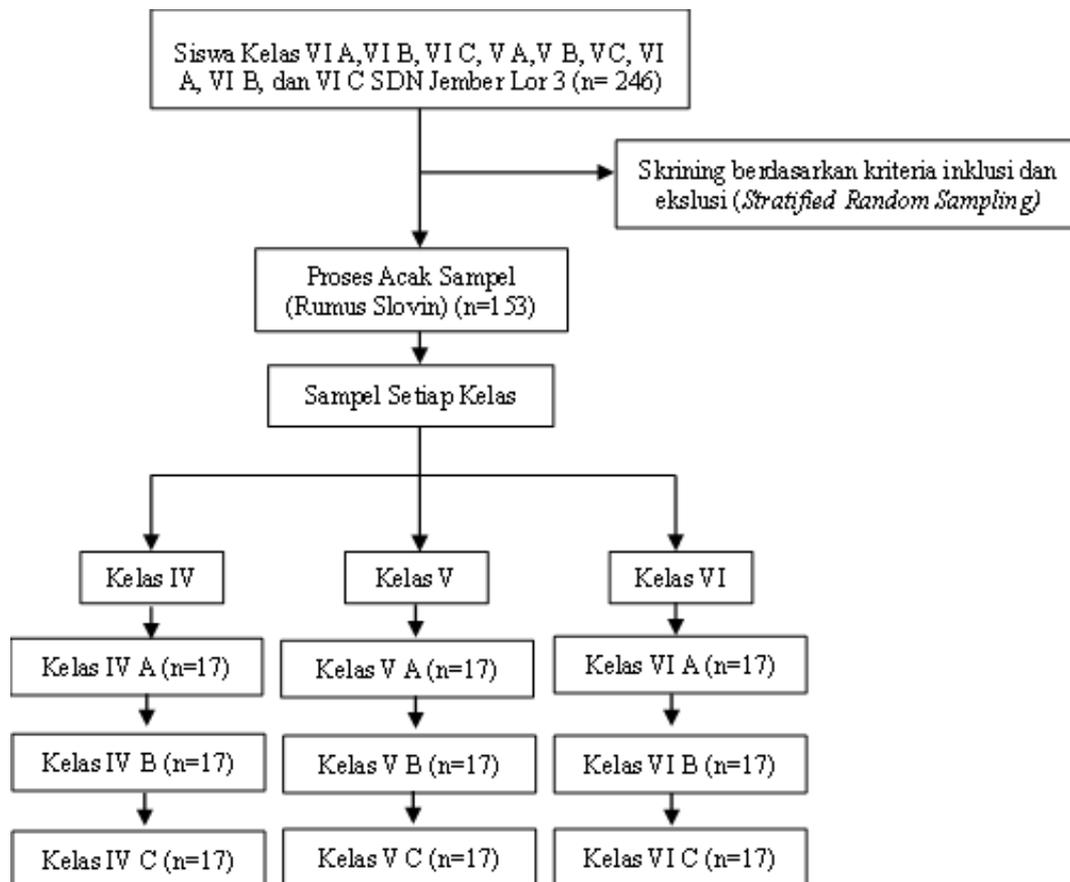 Siswa Kelas VI A,VI B, VI C, V A,V B, VC, VI
A, VI B, dan VI C SDN Jember Lor 3 (n= 246)
Skrining berdasarkan kriteria inklusi dan
ekslusi (Stratified Random Sampling)
Proses Acak Sampel
(Rumus Slovin) (n=153)
Sampel Setiap Kelas
Kelas IV
Kelas V
Kelas VI
Kelas IV A (n=17)
Kelas V A (n=17)
Kelas VI A (n=17)
Kelas IV B (n=17)
Kelas V B (n=17)
Kelas VI B (n=17)
Kelas IV C (n=17)
Kelas V C (n=17)
Kelas VI C (n=17)